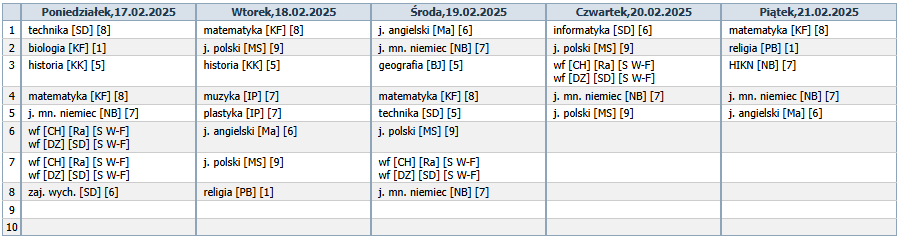 Poniedziałek,17.02.2025 Wtorek,18.02.2025 Środa,19.02.2025 Czwartek,20.02.2025 Piątek,21.02.2025
1 technika [SD] [8] matematyka [KF] [8] j. angielski [Ma] [6] informatyka [SD] [6] matematyka [KF] [8]
2 biologia [KF] [1] j. polski [MS] [9] j. mn. niemiec [NB] [7] j. polski [MS] [9] religia [PB] [1]
3 historia [KK] [5] historia [KK] [5] geografia [BJ] [5] wf [CH] [Ra] [S W-F] HIKN [NB] [7]
wf [DZ] [SD] [S W-F]
4 matematyka [KF] [8] muzyka [IP] [7] matematyka [KF] [8] j. mn. niemiec [NB] [7] j. mn. niemiec [NB] [7]
5 j. mn. niemiec [NB] [7] plastyka [IP] [7] technika [SD] [5] j. polski [MS] [9] j. angielski [Ma] [6]
6 wf [CH] [Ra] [S W-F] j. angielski [Ma] [6] j. polski [MS] [9]
wf [DZ] [SD] [S W-F]
7 wf [CH] [Ra] [S W-F] j. polski [MS] [9] wf [CH] [Ra] [S W-F]
wf [DZ] [SD] [S W-F] wf [DZ] [SD] [S W-F]
8 zaj. wych. [SD] [6] religia [PB] [1] j. mn. niemiec [NB] [7]
9
10